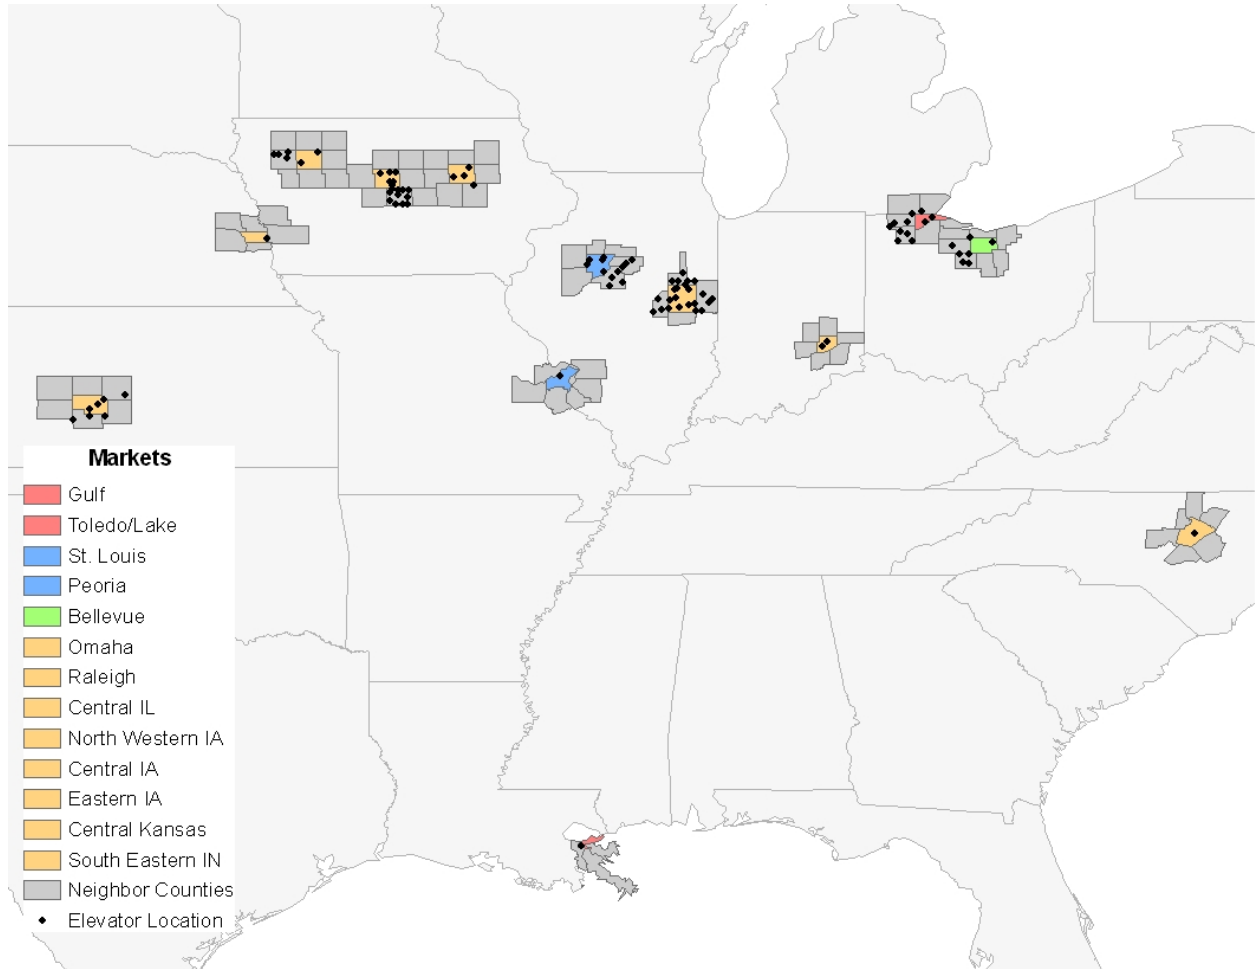 Markets
Gulf
Toledo/Lake
St. Louis
Peoria
Bellevue
Omaha
Raleigh
Central IL
North Western IA
Central IA
Eastern IA
Central Kansas
South Eastern IN
Neighbor Counties
Elevator Location